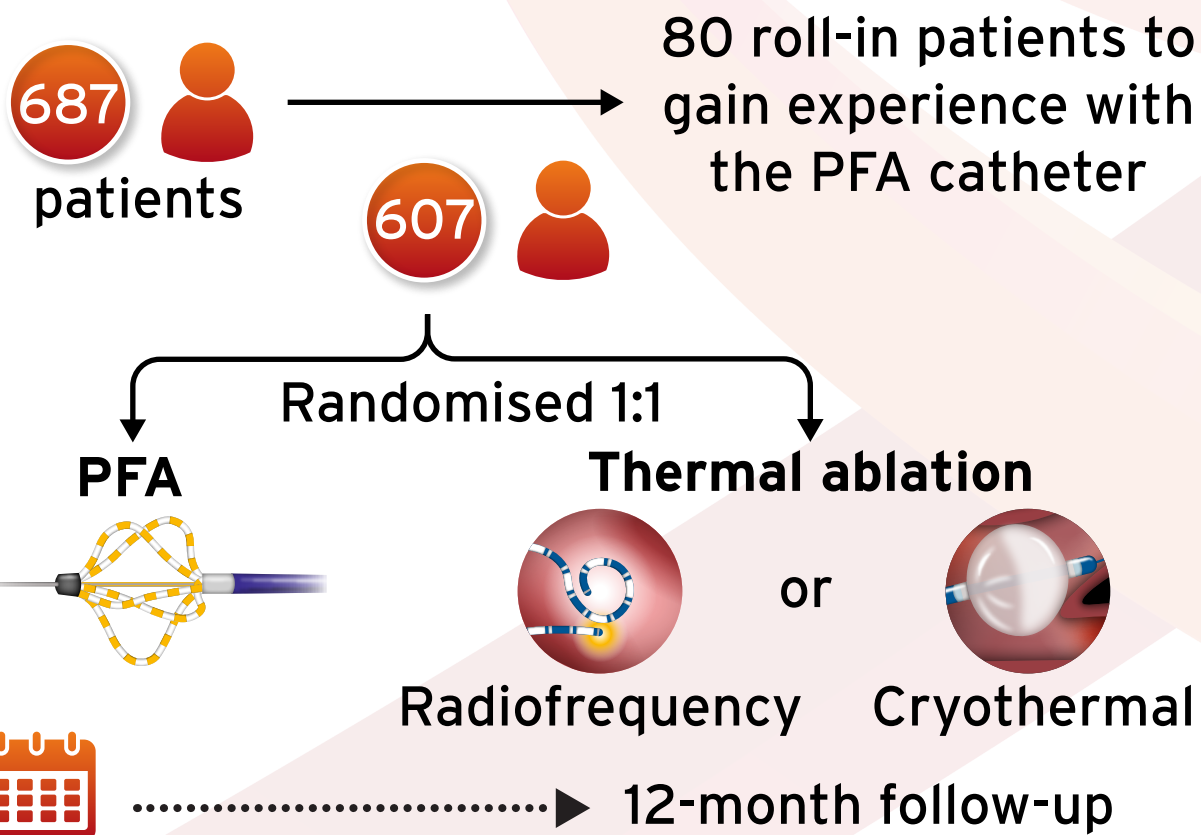 687
patients
80 roll-in patients to
gain experience with
the PFA catheter
607
Randomised 1:1
PFA
Thermal ablation
or
Radiofrequency
Cryothermal
12-month follow-up